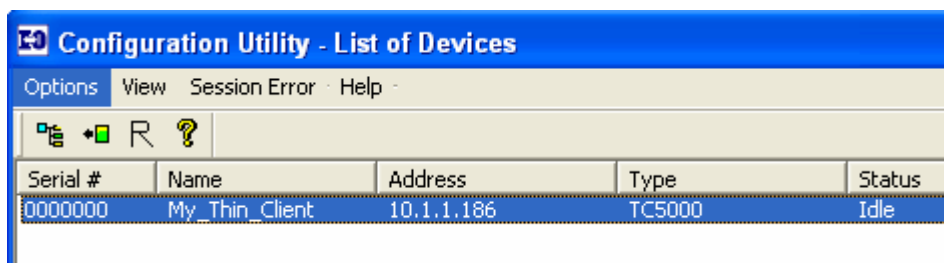 Configuration Utility - List of Devices
Options View Session Error Help
R ?
Serial # Name Address Type Status
0000000 My_Thin_Client 10.1.1.186 TC5000 Idle